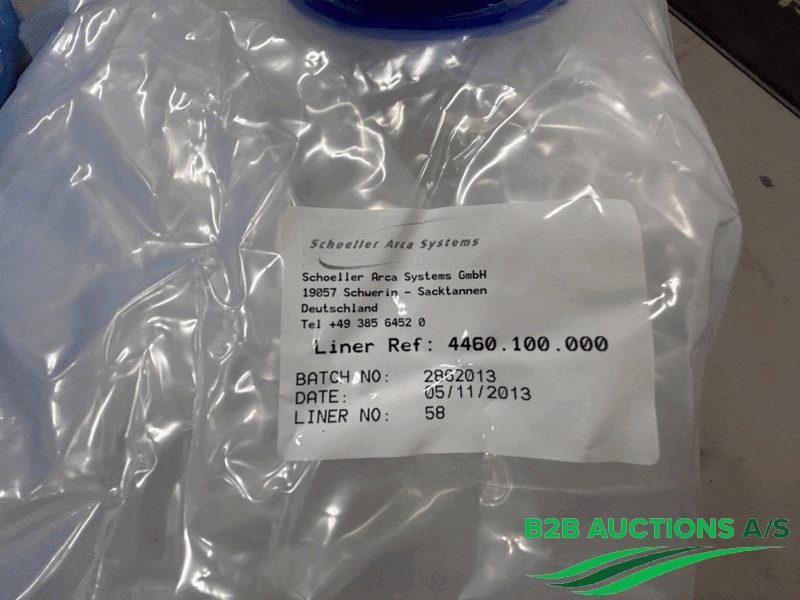 Schoeller Arca Systems
Schoeller Arca Systems GmbH
19057 Schwerin - Sacktannen
Deutschland
Tel +49 385 6452 0
Liner Ref: 4460.100.000
BATCH NO: 2862013
DATE: 05/11/2013
LINER NO: 58
B2B AUCTIONS A/S